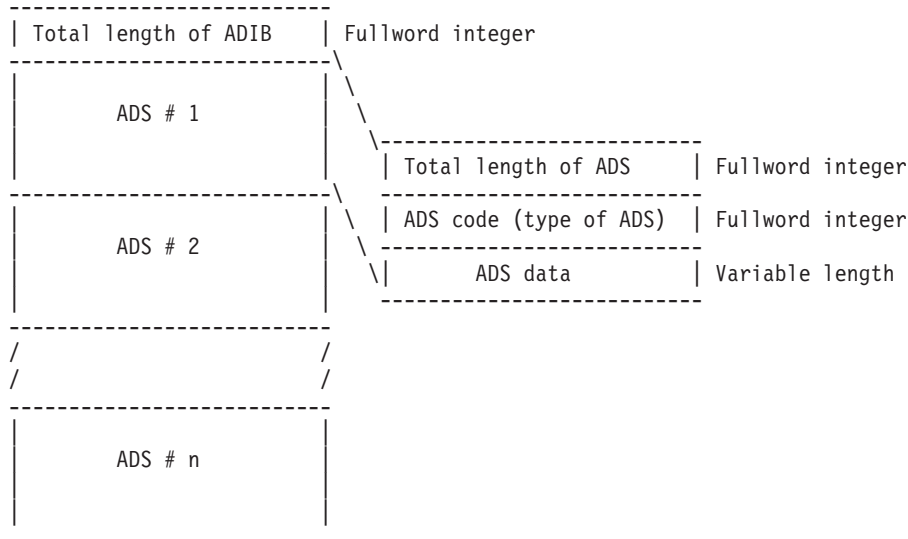 Total length of ADIB Fullword integer
ADS # 1
Total length of ADS Fullword integer
ADS code (type of ADS) Fullword integer
ADS # 2
ADS data Variable length
ADS # n